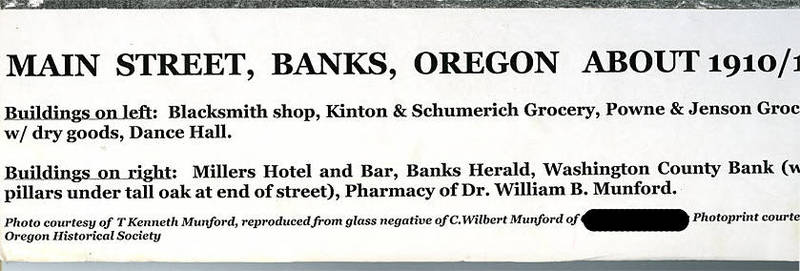 MAIN STREET, BANKS, OREGON ABOUT 1910/1
Buildings on left: Blacksmith shop, Kinton & Schumerich Grocery, Powne & Jenson Groc
w/ dry goods, Dance Hall.
Buildings on right: Millers Hotel and Bar, Banks Herald, Washington County Bank (w
pillars under tall oak at end of street), Pharmacy of Dr. William B. Munford.
Photo courtesy of T Kenneth Munford, reproduced from glass negative of C.Wilbert Munford of Photoprint courte
Oregon Historical Society